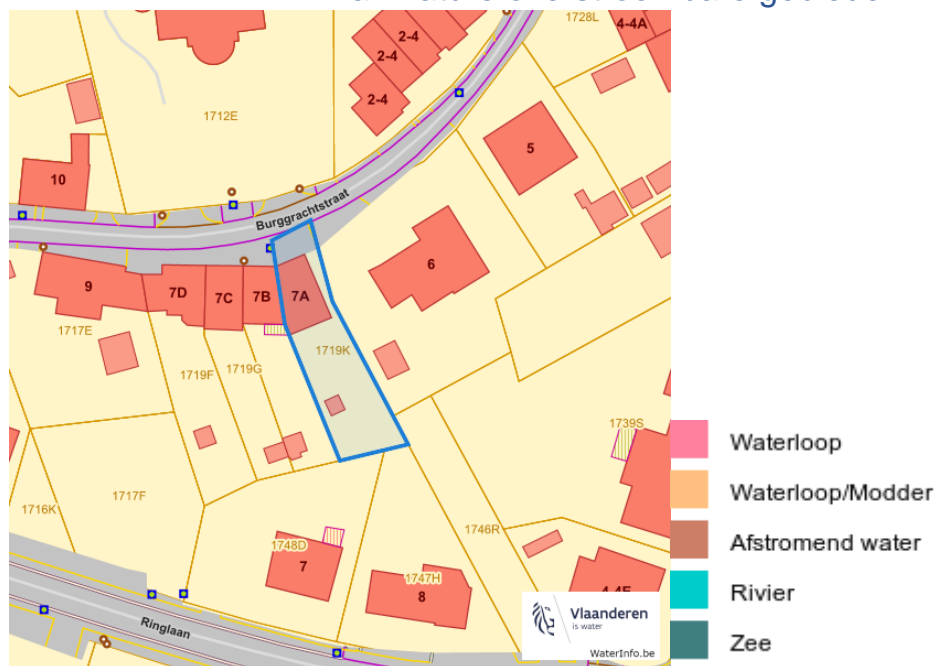 1728L
4-4A
2-4
2-4
2-4
1712E
5
10
Burggrachtstraat
6
9
7D
7C
7B
7A
1717E
1719K
1719F
1719G
1739S
1717F
1716K
1746R
1748D
7
1747H
8
4-4E
Ringlaan
Vlaanderen
is water
WaterInfo.be
Waterloop
Waterloop/Modder
Afstromend water
Rivier
Zee